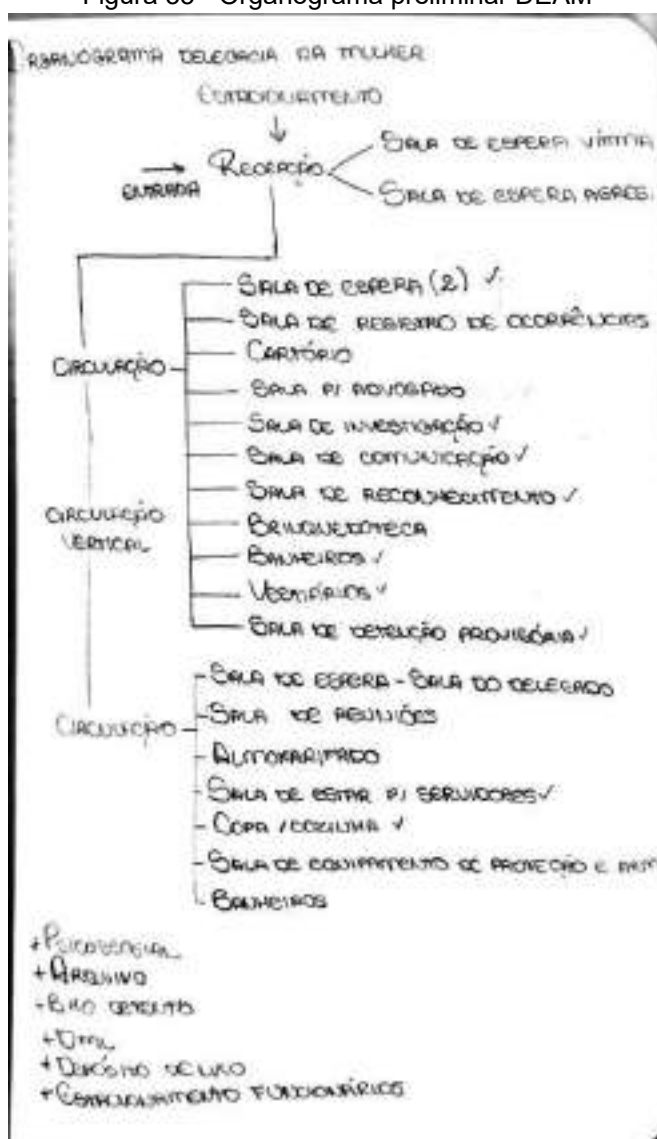 Organograma preliminar DEAM
ORGANOGRAMA DELEGACIA DA MULHER
ESTACIONAMENTO
RECEPÇÃO
SALA DE ESPERA VÍTIMA
ENTRADA
SALA DE ESPERA AGRES.
SALA DE ESPERA (2) ✓
SALA DE REGISTRO DE OCORRÊNCIAS
CARTÓRIO
CIRCULAÇÃO
SALA P/ ADVOGADO
SALA DE INVESTIGAÇÃO ✓
SALA DE COMUNICAÇÃO ✓
SALA DE RECONHECIMENTO ✓
CIRCULAÇÃO
VERTICAL
BRINQUEDOTECA
BANHEIROS ✓
VESTIÁRIOS ✓
SALA DE DETENÇÃO PROVISÓRIA ✓
SALA DE ESPERA - SALA DO DELEGADO
CIRCULAÇÃO
SALA DE REUNIÕES
ALMOXARIFADO
SALA DE ESTAR P/ SERVIDORES ✓
COPA / COZINHA ✓
SALA DE EQUIPAMENTO DE PROTEÇÃO E ARM
BANHEIROS
+ PSICOSSOCIAL
+ ARQUIVO
+ DML
+ DEPÓSITO DE LIXO
+ ESTACIONAMENTO FUNCIONÁRIOS